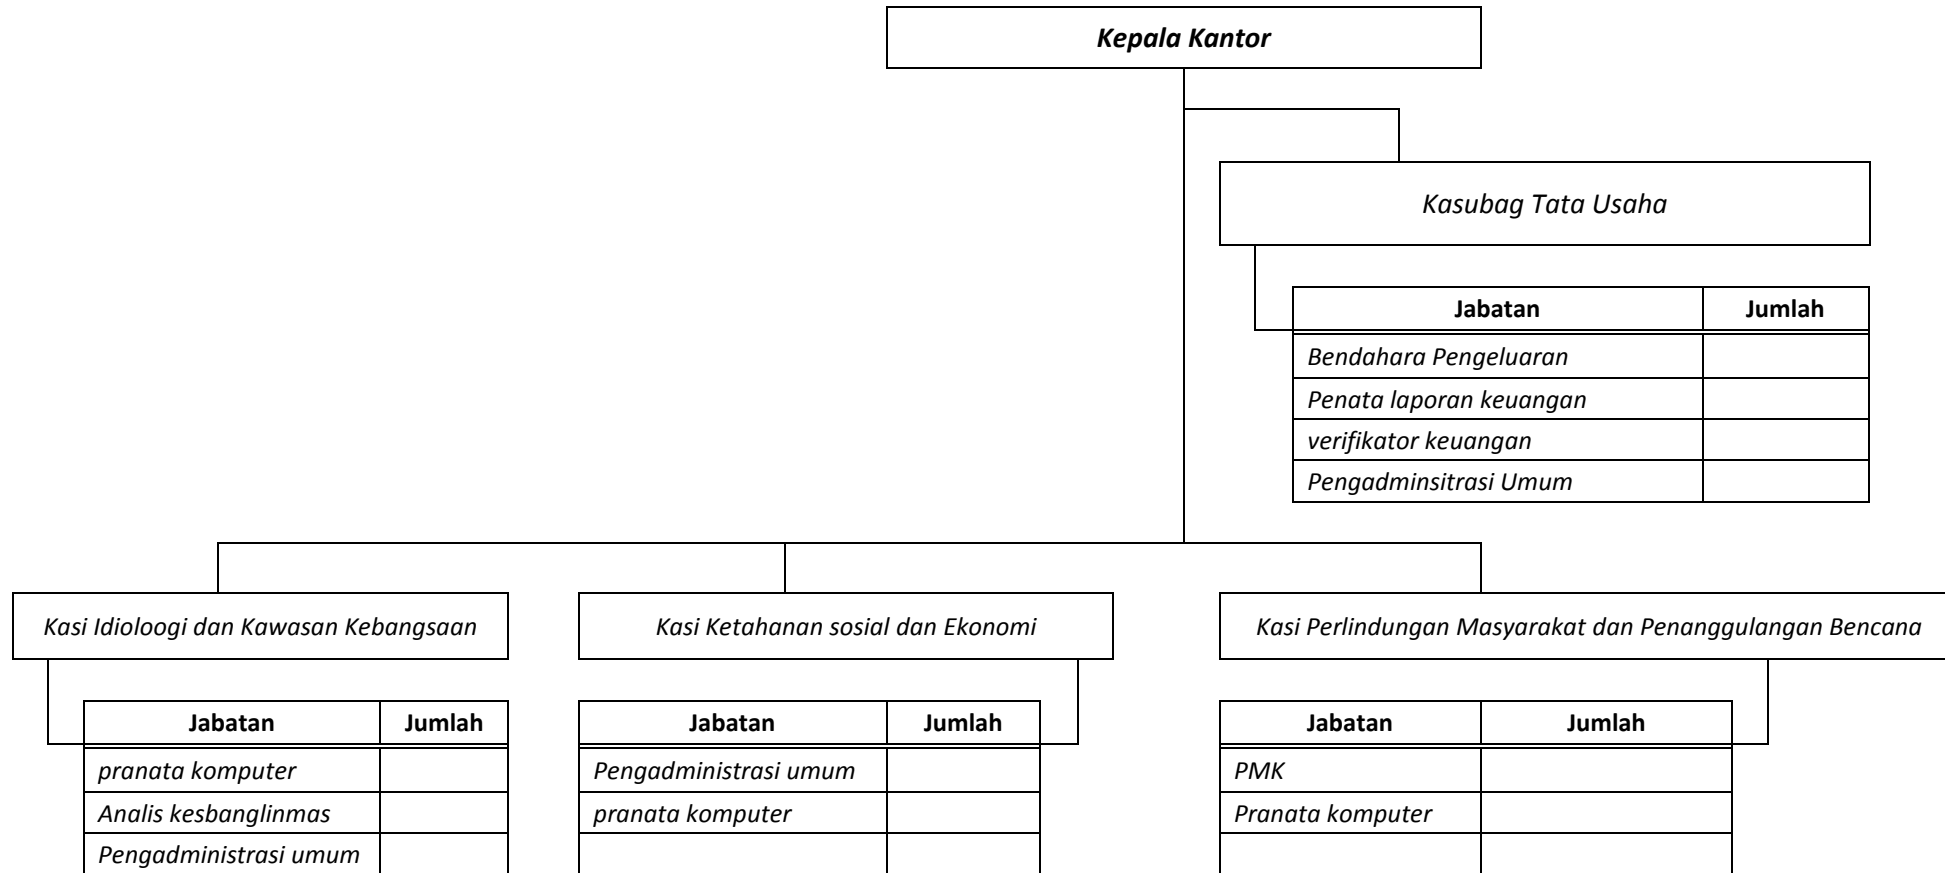 Kepala Kantor
Kasubag Tata Usaha
Jabatan Jumlah
Bendahara Pengeluaran
Penata laporan keuangan
verifikator keuangan
Pengadminsitrasi Umum
Kasi Idioloogi dan Kawasan Kebangsaan
Kasi Ketahanan sosial dan Ekonomi
Kasi Perlindungan Masyarakat dan Penanggulangan Bencana
Jabatan Jumlah
pranata komputer
Analis kesbanglinmas
Pengadministrasi umum
Jabatan Jumlah
Pengadministrasi umum
pranata komputer
Jabatan Jumlah
PMK
Pranata komputer